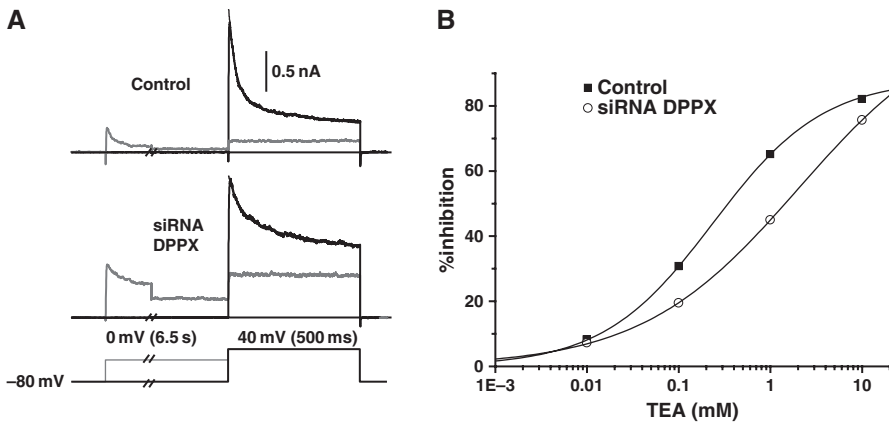 A
Control
0.5 nA
siRNA
DPPX
0 mV (6.5 s)
40 mV (500 ms)
–80 mV
B
Control
siRNA DPPX
%inhibition
80
60
40
20
0
1E–3
0.01
0.1
1
10
TEA (mM)